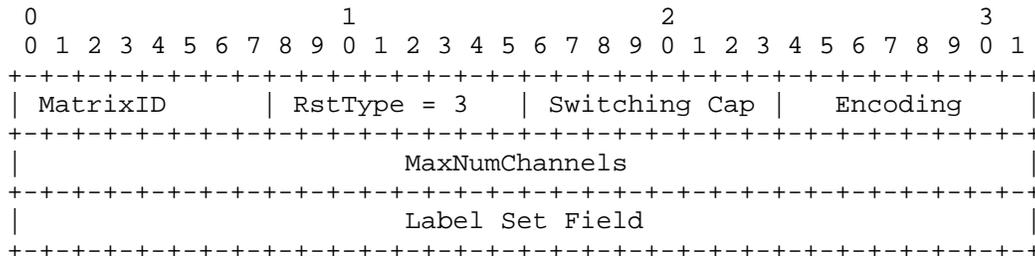 0                   1                   2                   3
 0 1 2 3 4 5 6 7 8 9 0 1 2 3 4 5 6 7 8 9 0 1 2 3 4 5 6 7 8 9 0 1
+-+-+-+-+-+-+-+-+-+-+-+-+-+-+-+-+-+-+-+-+-+-+-+-+-+-+-+-+-+-+-+-+
| MatrixID      | RstType = 3   | Switching Cap |   Encoding    |
+-+-+-+-+-+-+-+-+-+-+-+-+-+-+-+-+-+-+-+-+-+-+-+-+-+-+-+-+-+-+-+-+
|                        MaxNumChannels                         |
+-+-+-+-+-+-+-+-+-+-+-+-+-+-+-+-+-+-+-+-+-+-+-+-+-+-+-+-+-+-+-+-+
|                        Label Set Field                        |
+-+-+-+-+-+-+-+-+-+-+-+-+-+-+-+-+-+-+-+-+-+-+-+-+-+-+-+-+-+-+-+-+